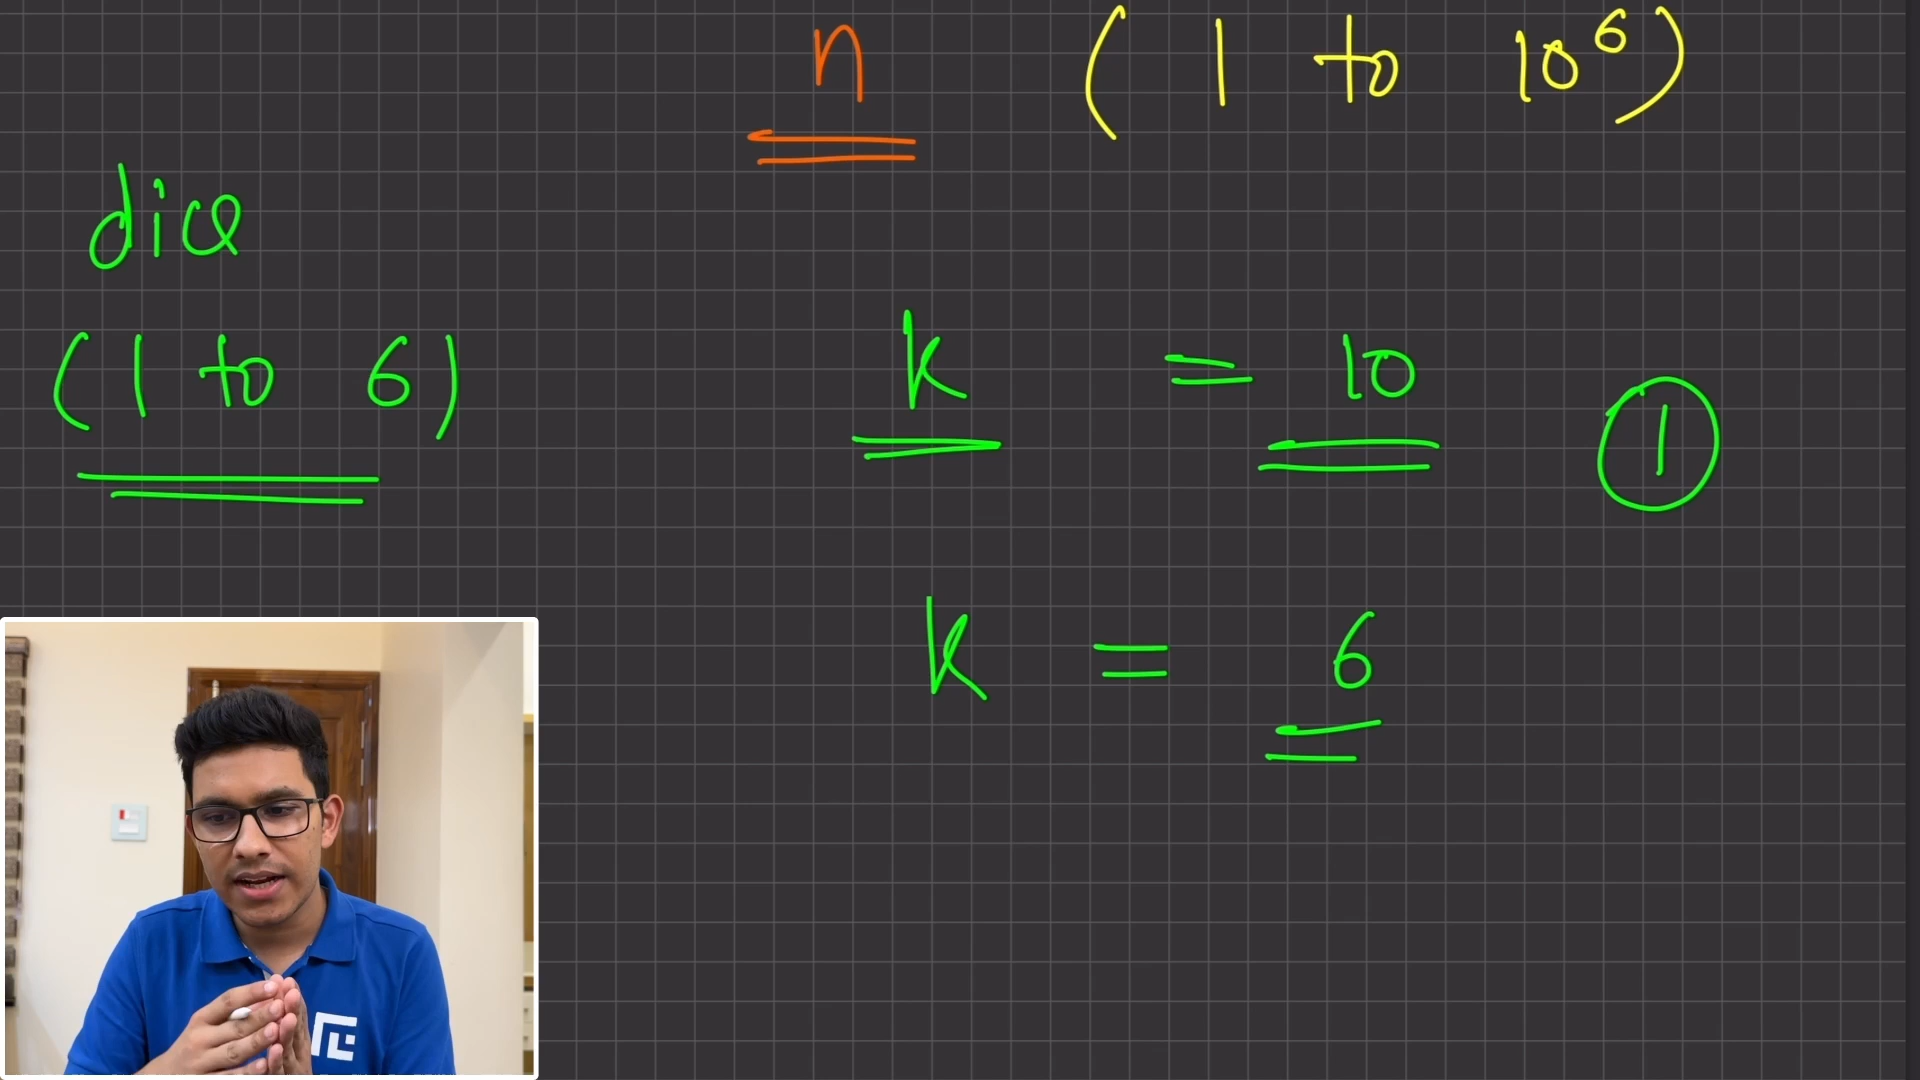 n ( 1 to 10⁶ )
dice
( 1 to 6 )
k = 10 1
k = 6